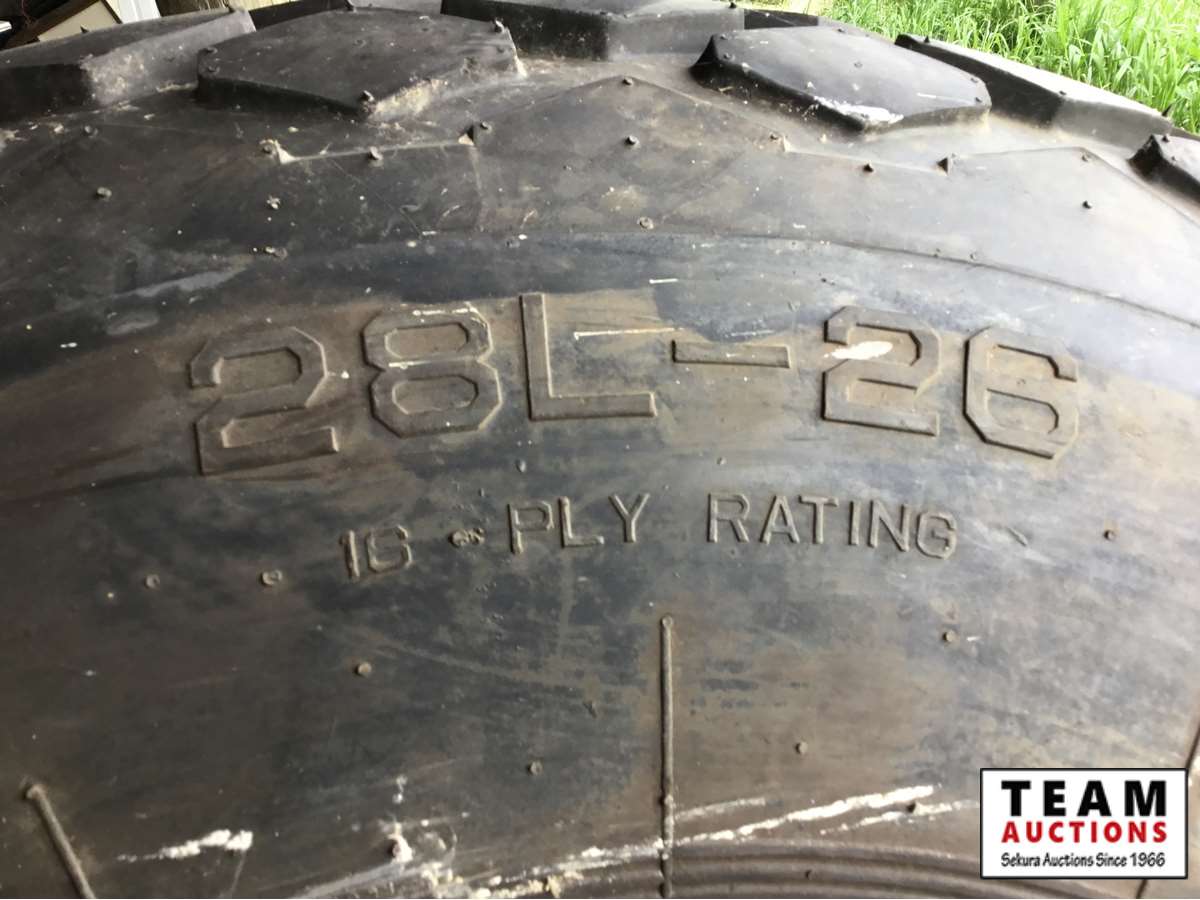 28L-26
16 PLY RATING
TEAM
AUCTIONS
Sekura Auctions Since 1966